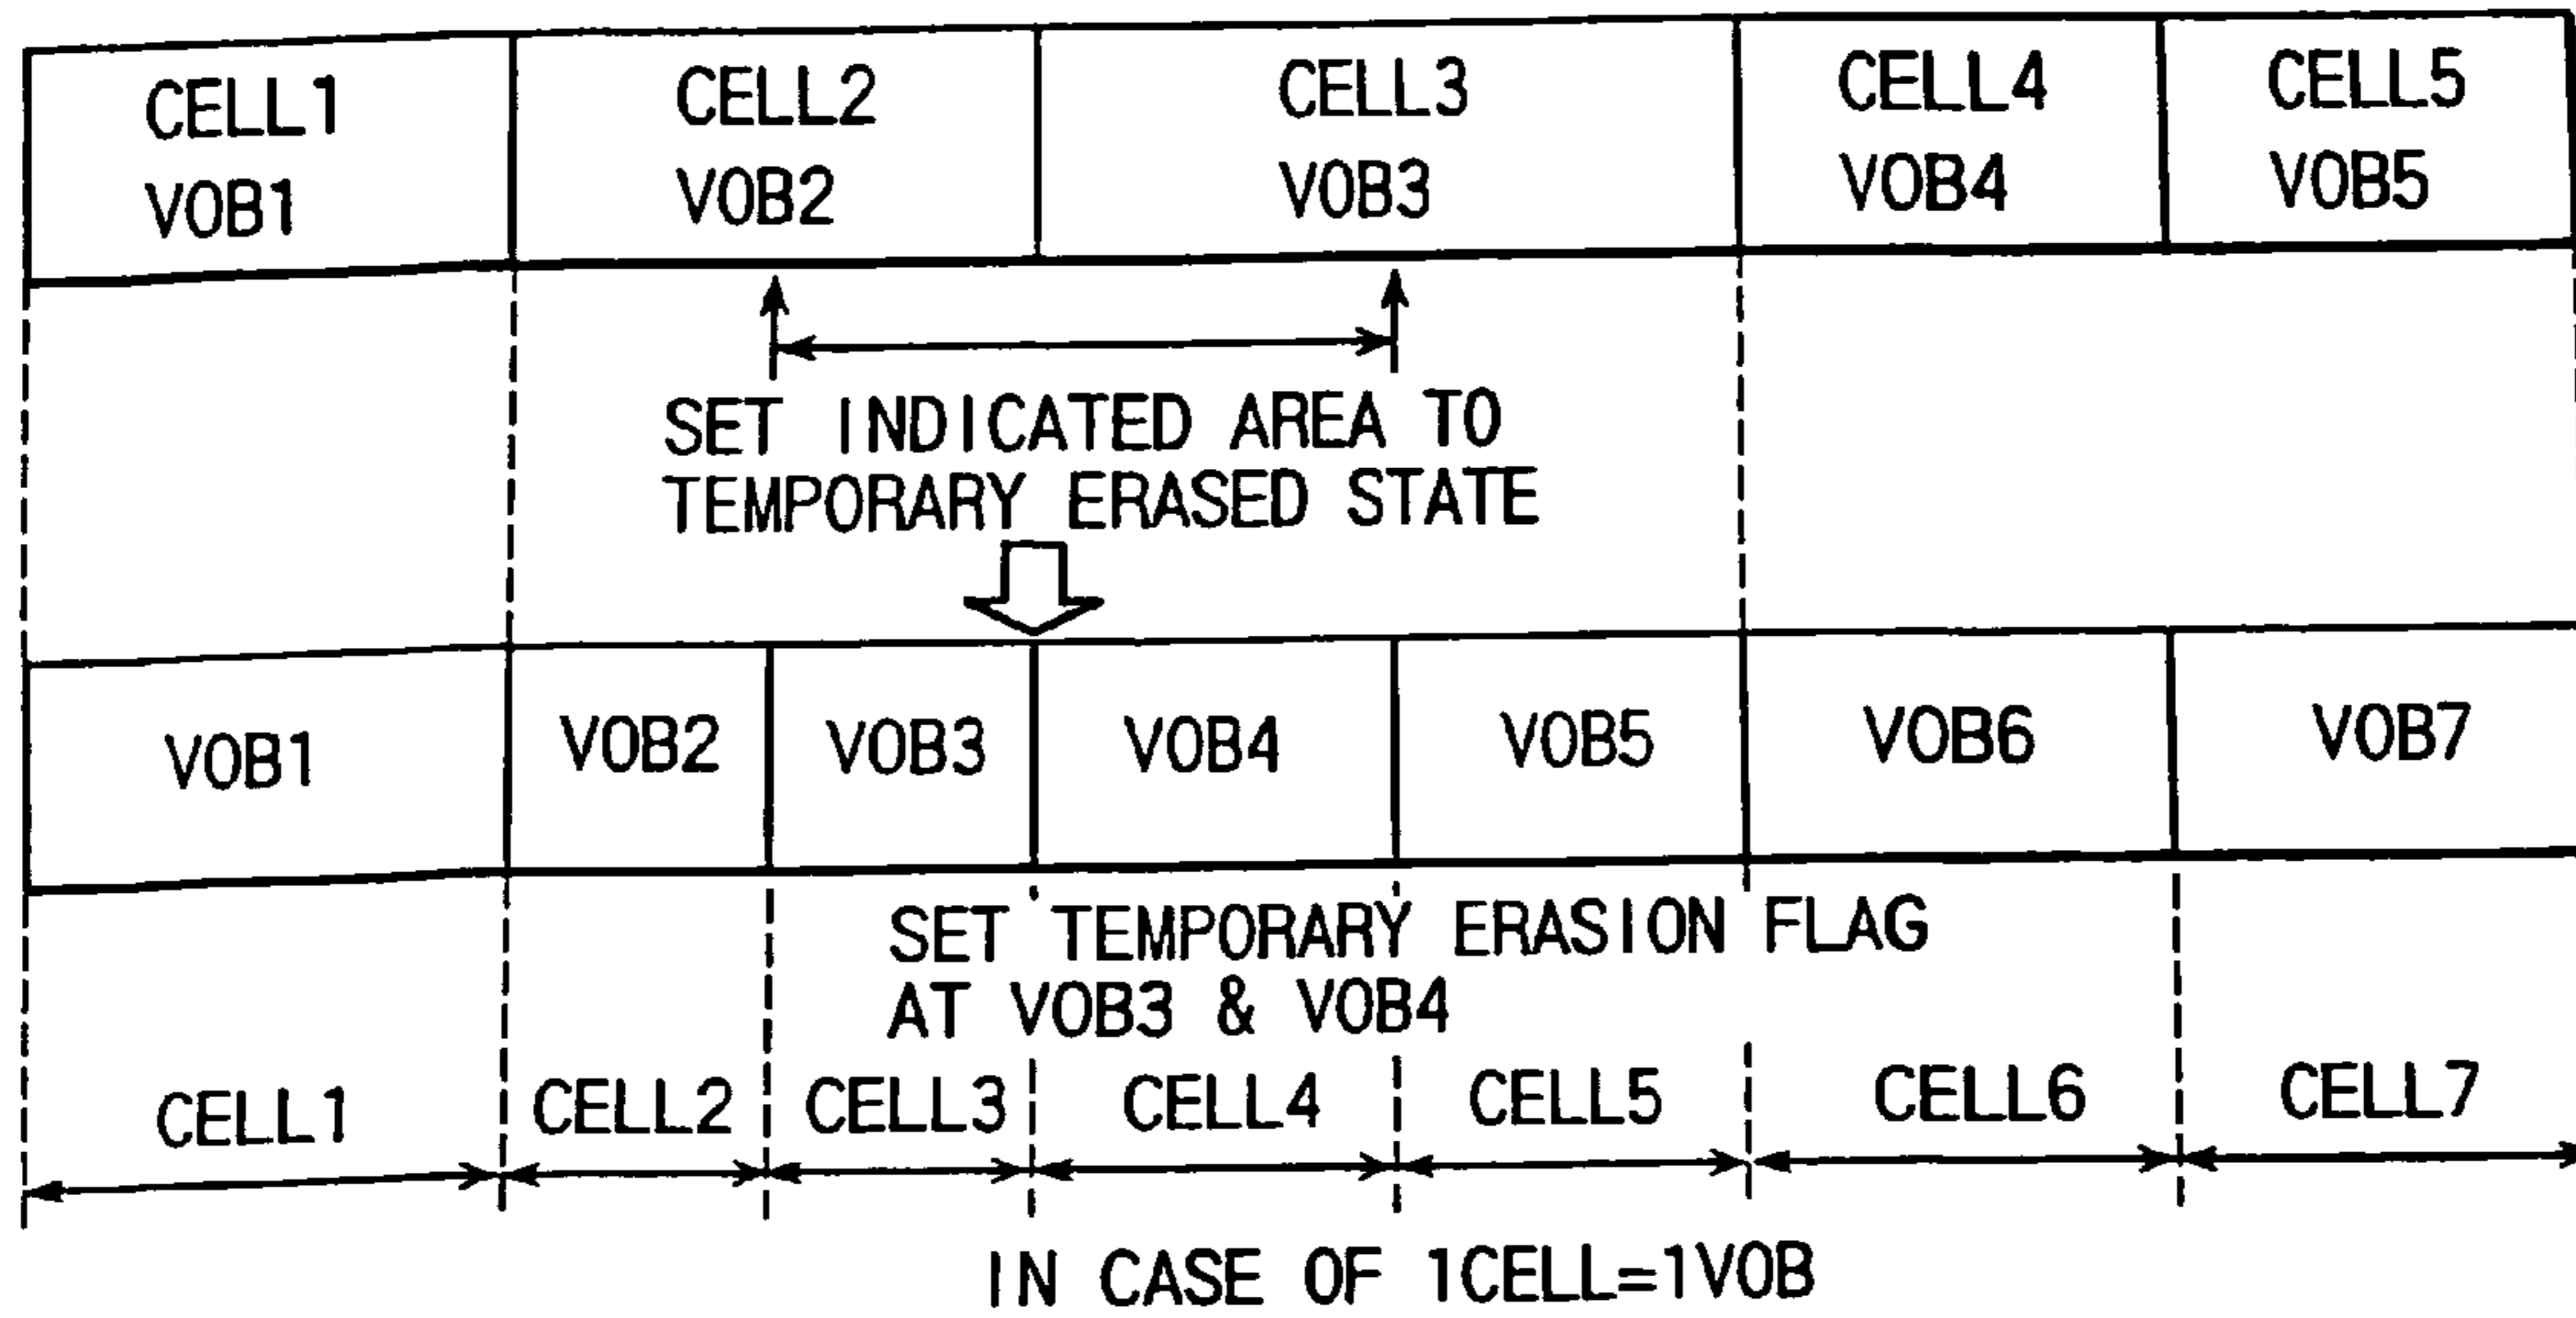 CELL1 CELL2 CELL3 CELL4 CELL5
VOB1 VOB2 VOB3 VOB4 VOB5
SET INDICATED AREA TO
TEMPORARY ERASED STATE
VOB1 VOB2 VOB3 VOB4 VOB5 VOB6 VOB7
SET TEMPORARY ERASION FLAG
AT VOB3 & VOB4
CELL1 CELL2 CELL3 CELL4 CELL5 CELL6 CELL7
IN CASE OF 1CELL=1VOB